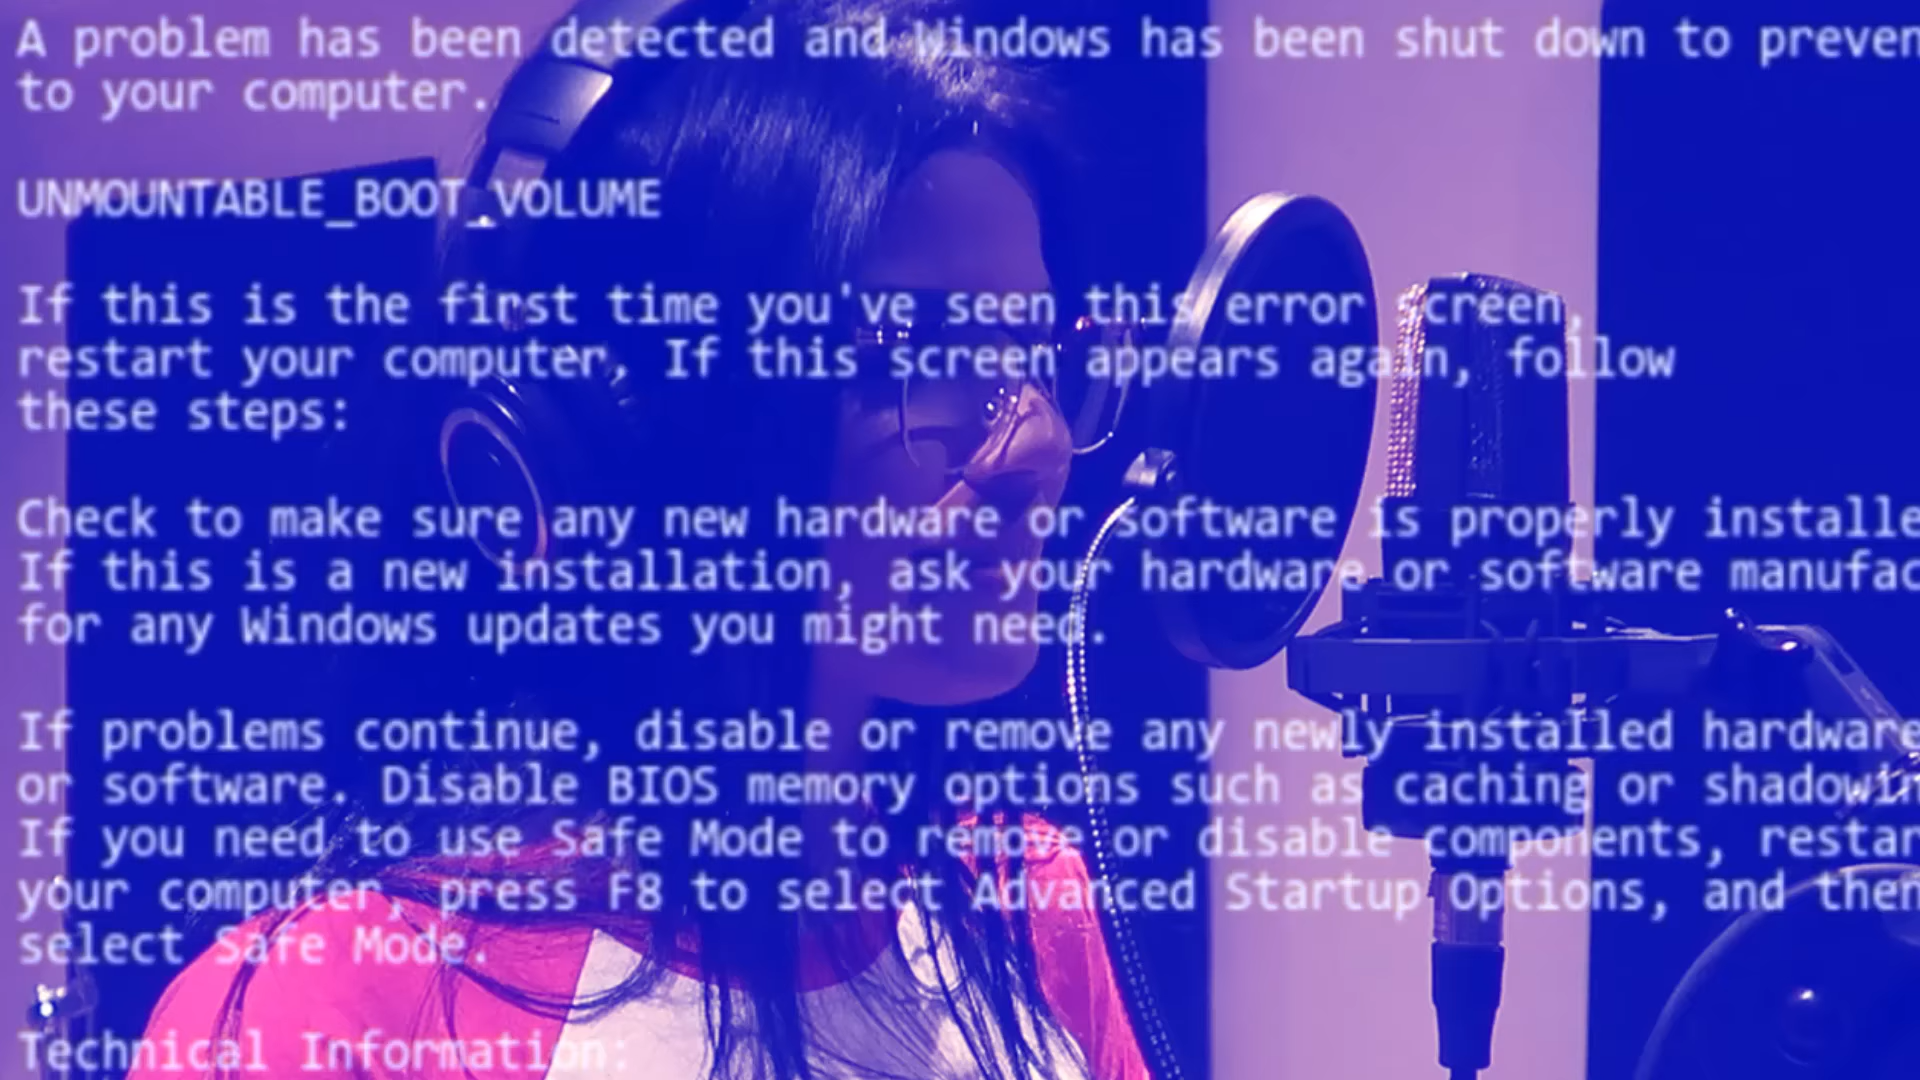 A problem has been detected and Windows has been shut down to preven
to your computer.
UNMOUNTABLE_BOOT_VOLUME
If this is the first time you've seen this error screen,
restart your computer, If this screen appears again, follow
these steps:
Check to make sure any new hardware or software is properly installe
If this is a new installation, ask your hardware or software manufac
for any Windows updates you might need.
If problems continue, disable or remove any newly installed hardware
or software. Disable BIOS memory options such as caching or shadowin
If you need to use Safe Mode to remove or disable components, restar
your computer, press F8 to select Advanced Startup Options, and then
select Safe Mode.
Technical Information: